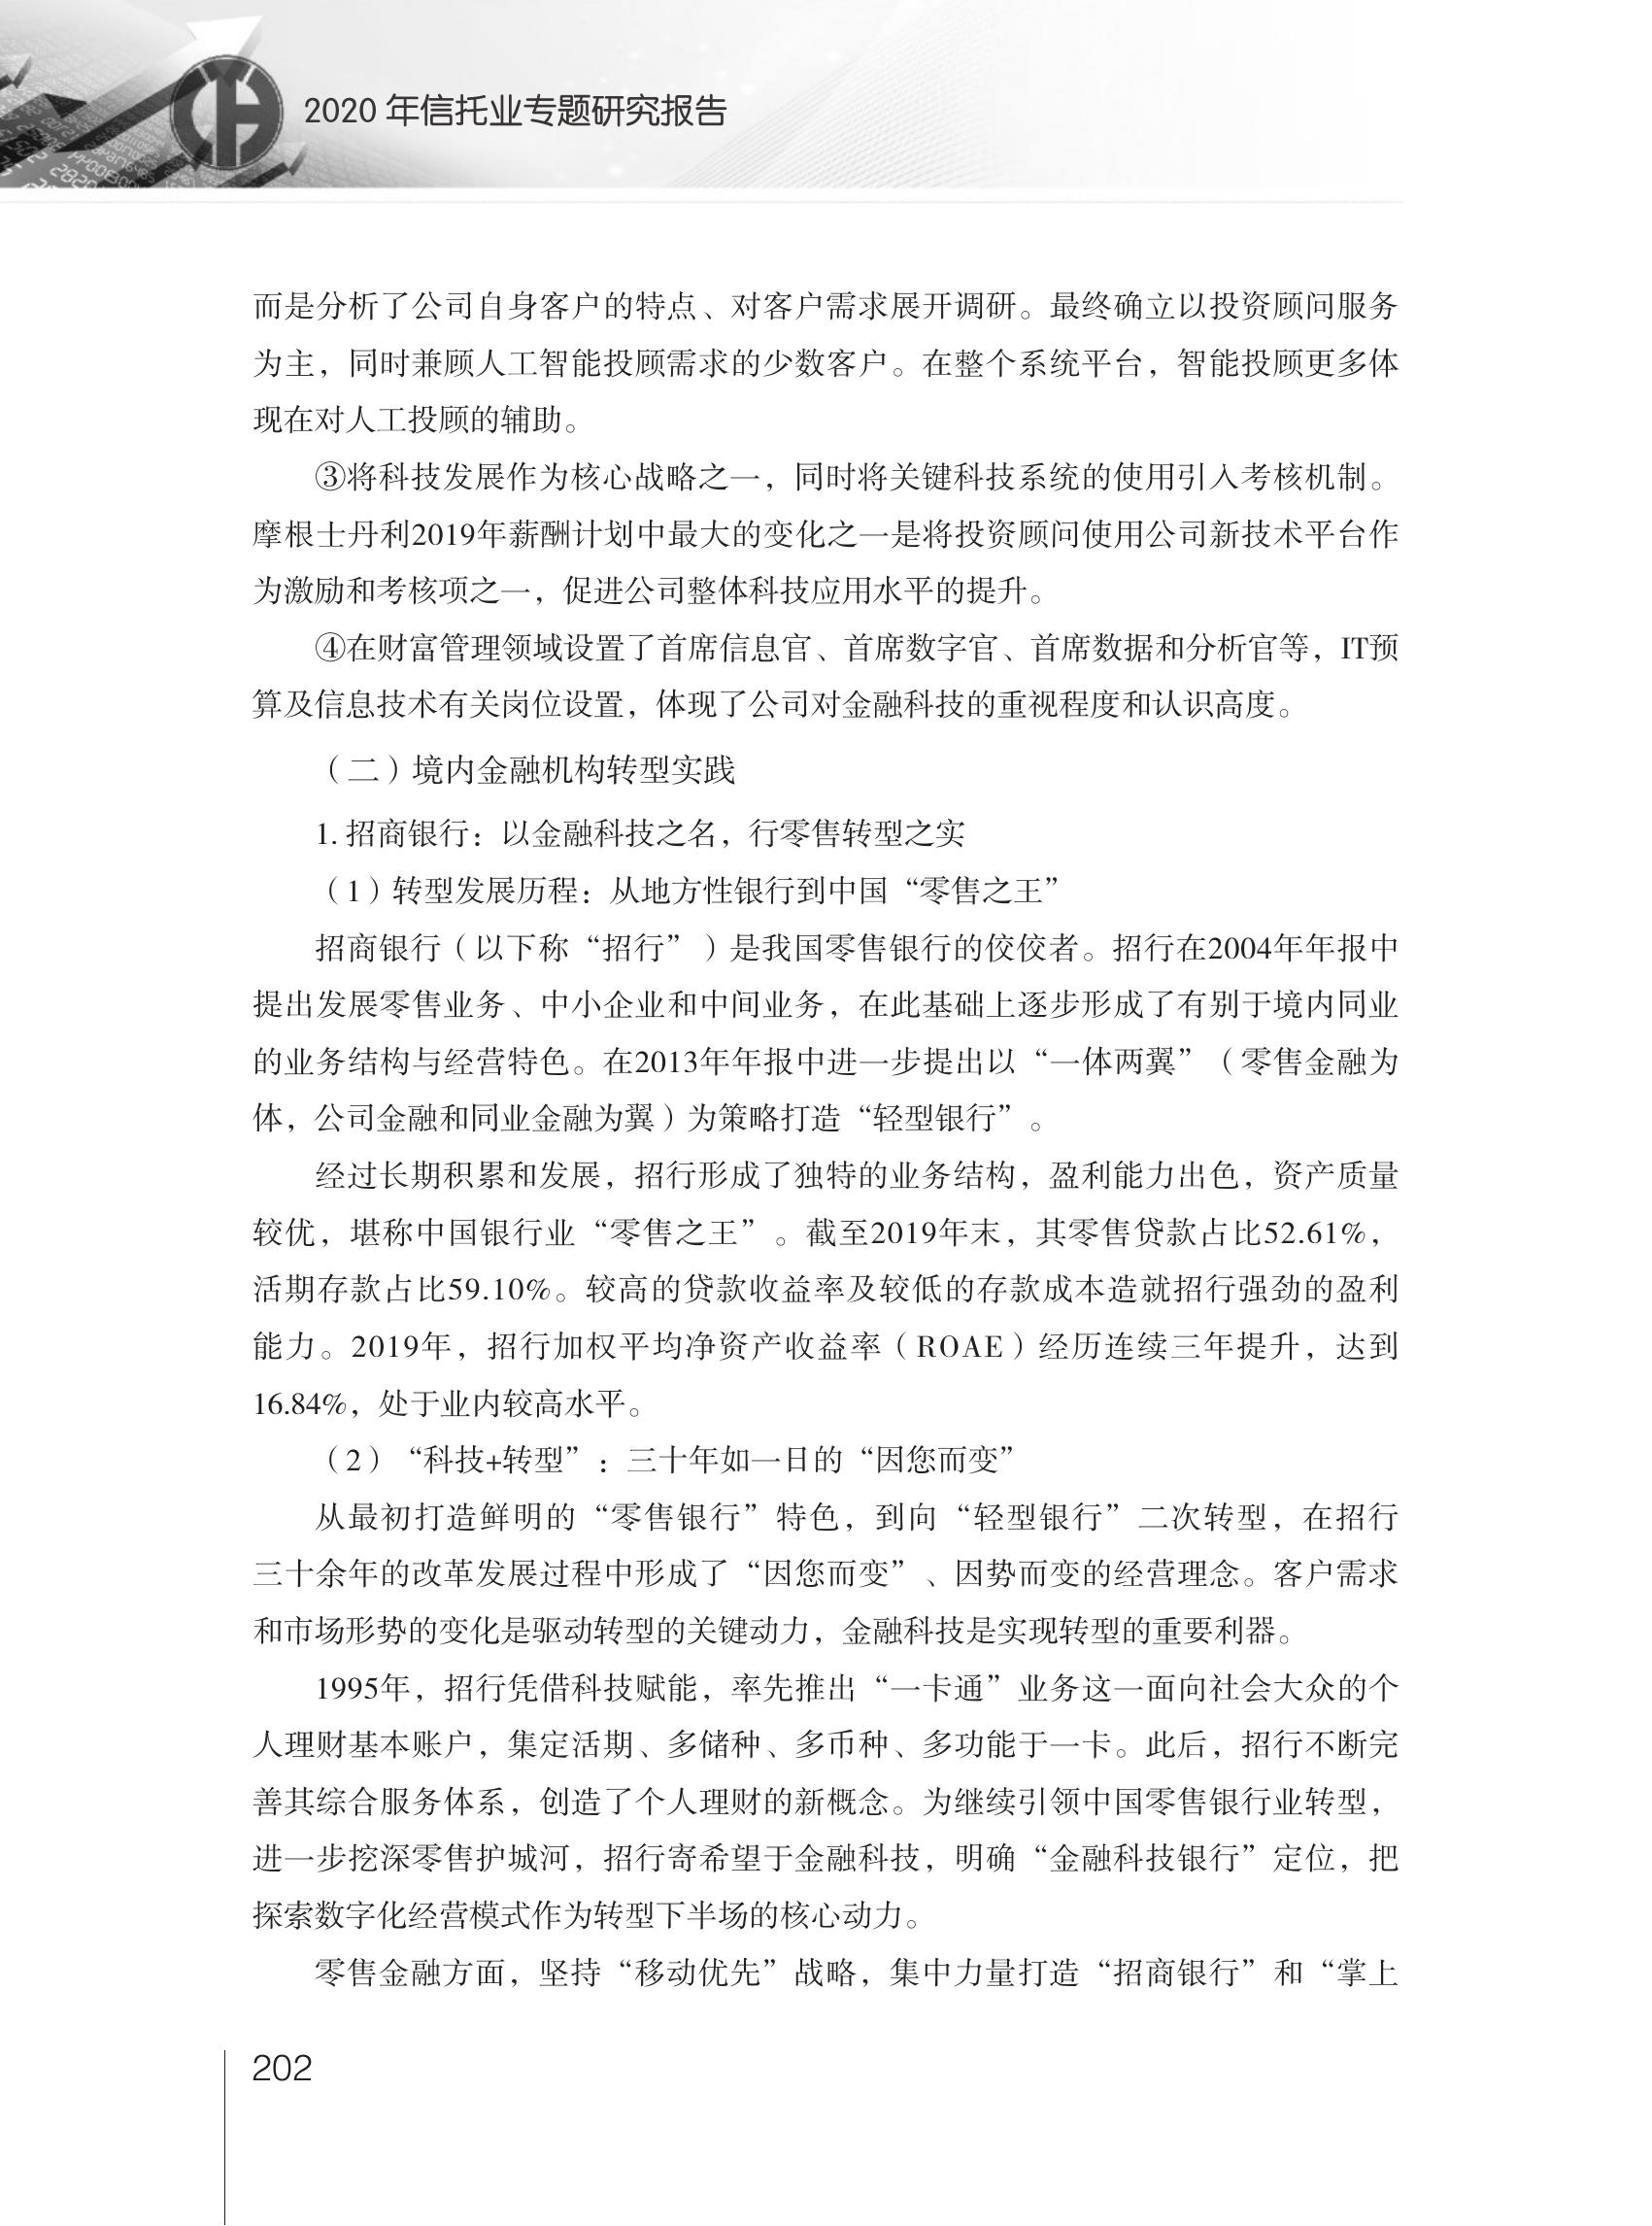 2020 年信托业专题研究报告
而是分析了公司自身客户的特点、对客户需求展开调研。最终确立以投资顾问服务
为主，同时兼顾人工智能投顾需求的少数客户。在整个系统平台，智能投顾更多体
现在对人工投顾的辅助。
③将科技发展作为核心战略之一，同时将关键科技系统的使用引入考核机制。
摩根士丹利2019年薪酬计划中最大的变化之一是将投资顾问使用公司新技术平台作
为激励和考核项之一，促进公司整体科技应用水平的提升。
④在财富管理领域设置了首席信息官、首席数字官、首席数据和分析官等，IT预
算及信息技术有关岗位设置，体现了公司对金融科技的重视程度和认识高度。
（二）境内金融机构转型实践
1. 招商银行：以金融科技之名，行零售转型之实
（1）转型发展历程：从地方性银行到中国“零售之王”
招商银行（以下称“招行”）是我国零售银行的佼佼者。招行在2004年年报中
提出发展零售业务、中小企业和中间业务，在此基础上逐步形成了有别于境内同业
的业务结构与经营特色。在2013年年报中进一步提出以“一体两翼”（零售金融为
体，公司金融和同业金融为翼）为策略打造“轻型银行”。
经过长期积累和发展，招行形成了独特的业务结构，盈利能力出色，资产质量
较优，堪称中国银行业“零售之王”。截至2019年末，其零售贷款占比52.61%，
活期存款占比59.10%。较高的贷款收益率及较低的存款成本造就招行强劲的盈利
能力。2019年，招行加权平均净资产收益率（ROAE）经历连续三年提升，达到
16.84%，处于业内较高水平。
（2）“科技+转型”：三十年如一日的“因您而变”
从最初打造鲜明的“零售银行”特色，到向“轻型银行”二次转型，在招行
三十余年的改革发展过程中形成了“因您而变”、因势而变的经营理念。客户需求
和市场形势的变化是驱动转型的关键动力，金融科技是实现转型的重要利器。
1995年，招行凭借科技赋能，率先推出“一卡通”业务这一面向社会大众的个
人理财基本账户，集定活期、多储种、多币种、多功能于一卡。此后，招行不断完
善其综合服务体系，创造了个人理财的新概念。为继续引领中国零售银行业转型，
进一步挖深零售护城河，招行寄希望于金融科技，明确“金融科技银行”定位，把
探索数字化经营模式作为转型下半场的核心动力。
零售金融方面，坚持“移动优先”战略，集中力量打造“招商银行”和“掌上
202